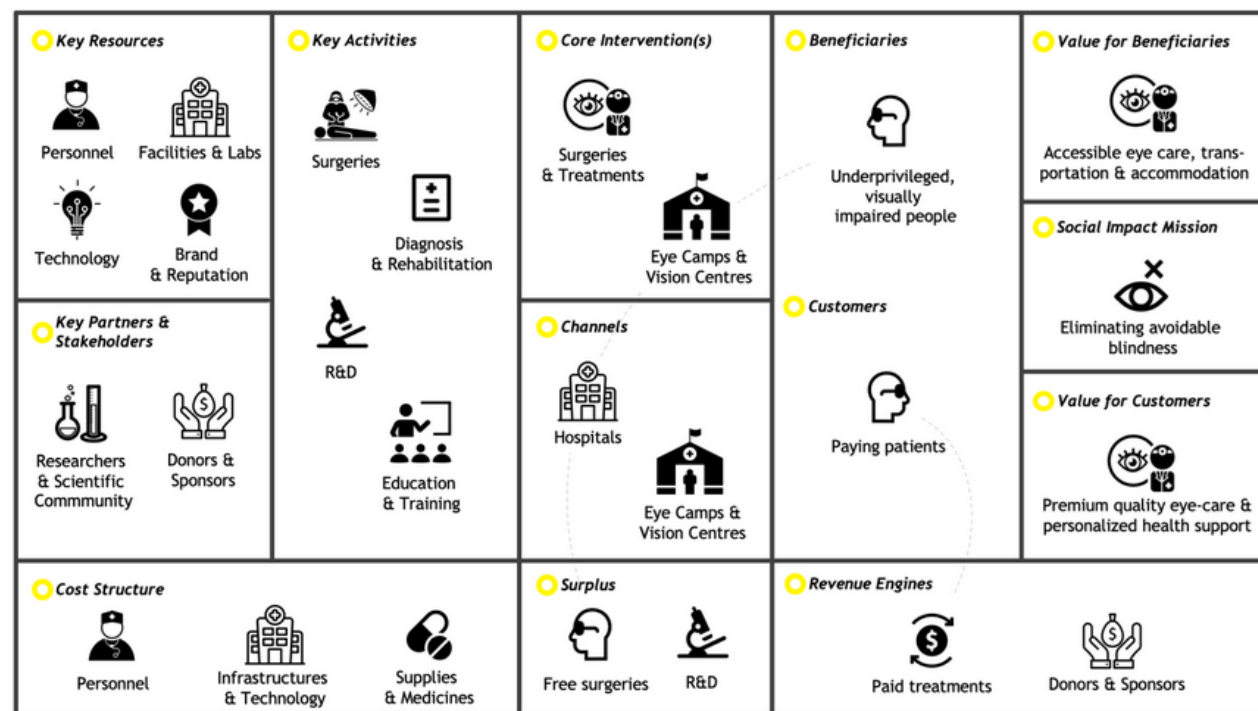 Key Resources
Personnel
Facilities & Labs
Technology
Brand
& Reputation
Key Partners &
Stakeholders
Researchers
& Scientific
Commmunity
Donors &
Sponsors
Key Activities
Surgeries
Diagnosis
& Rehabilitation
R&D
Education
& Training
Core Intervention(s)
Surgeries
& Treatments
Eye Camps &
Vision Centres
Channels
Hospitals
Eye Camps &
Vision Centres
Beneficiaries
Underprivileged,
visually
impaired people
Customers
Paying patients
Value for Beneficiaries
Accessible eye care, trans-
portation & accommodation
Social Impact Mission
Eliminating avoidable
blindness
Value for Customers
Premium quality eye-care &
personalized health support
Cost Structure
Personnel
Infrastructures
& Technology
Supplies
& Medicines
Surplus
Free surgeries
R&D
Revenue Engines
Paid treatments
Donors & Sponsors